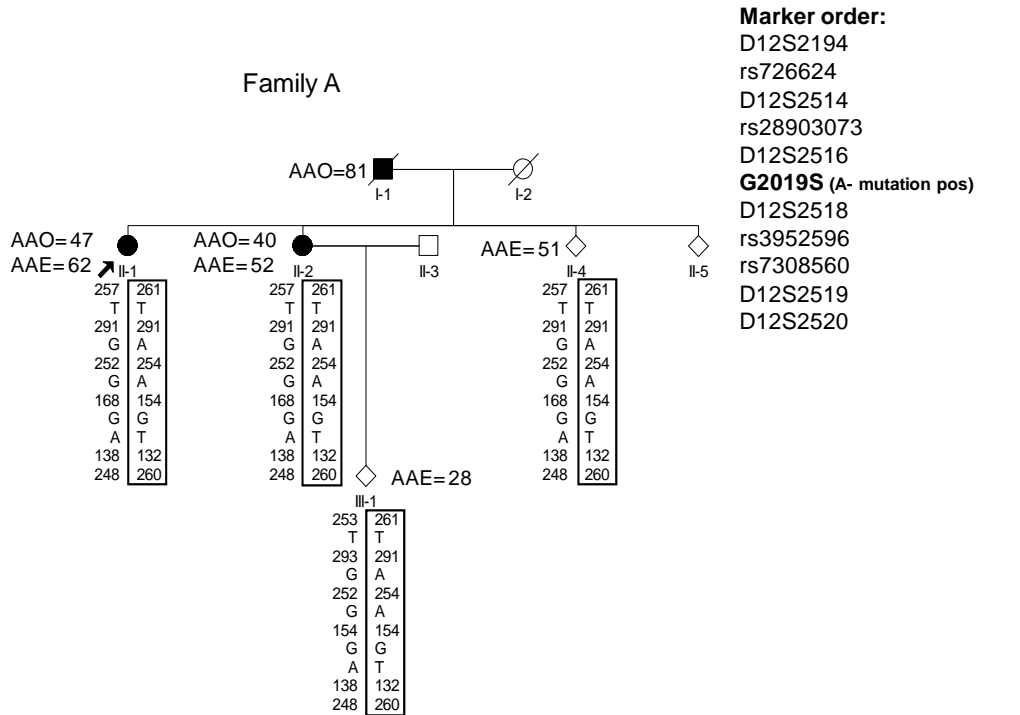 Marker order:
D12S2194
rs726624
D12S2514
rs28903073
D12S2516
G2019S (A- mutation pos)
D12S2518
rs3952596
rs7308560
D12S2519
D12S2520
Family A
AAO=81
I-1
I-2
AAO=47
AAE=62
II-1
AAO=40
AAE=52
II-2
II-3
AAE=51
II-4
II-5
257 261
T T
291 291
G A
252 254
G A
168 154
G G
A T
138 132
248 260
257 261
T T
291 291
G A
252 254
G A
168 154
G G
A T
138 132
248 260
257 261
T T
291 291
G A
252 254
G A
168 154
G G
A T
138 132
248 260
AAE=28
III-1
253 261
T T
293 291
G A
252 254
G A
154 154
G G
A T
138 132
248 260